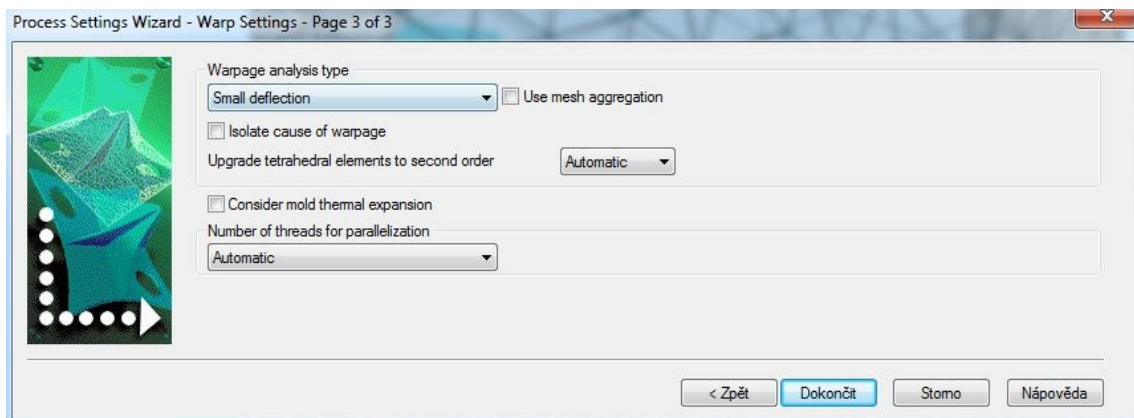 Process Settings Wizard - Warp Settings - Page 3 of 3
Warpage analysis type
Small deflection Use mesh aggregation
Isolate cause of warpage
Upgrade tetrahedral elements to second order Automatic
Consider mold thermal expansion
Number of threads for parallelization
Automatic
< Zpět Dokončit Storno Nápověda